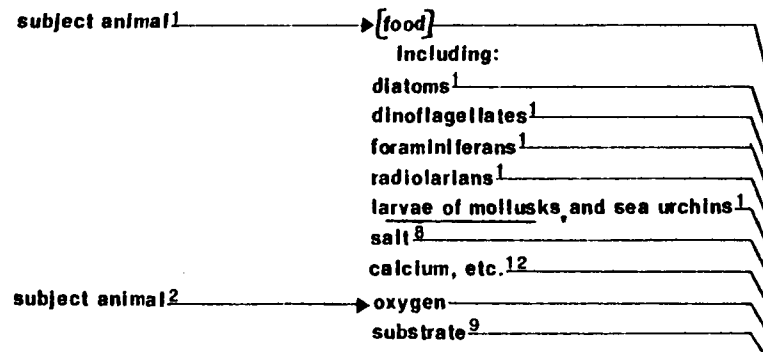 subject animal¹ [food]
Including:
diatoms¹
dinoflagellates¹
foraminiferans¹
radiolarians¹
larvae of mollusks, and sea urchins¹
salt⁸
calcium, etc.¹²
subject animal² oxygen
substrate⁹